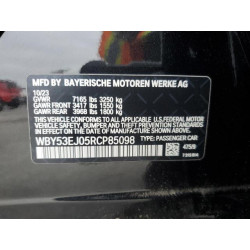 MFD BY BAYERISCHE MOTOREN WERKE AG
10/23
GVWR 7165 lbs 3250 kg
GAWR FRONT 3417 lbs 1550 kg
GAWR REAR 3968 lbs 1800 kg
THIS VEHICLE CONFORMS TO ALL APPLICABLE U.S.
FEDERAL MOTOR VEHICLE SAFETY, BUMPER, AND THEFT
PREVENTION STANDARDS IN EFFECT ON THE DATE OF
MANUFACTURE SHOWN ABOVE.
WBY53EJ05RCP85098
TYPE: PASSENGER CAR
475/9